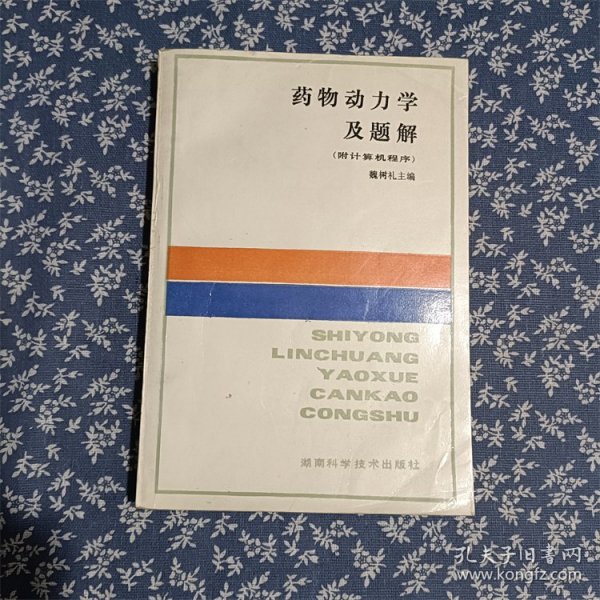 药物动力学
及题解
(附计算机程序)
魏树礼主编
SHIYONG
LINCHUANG
YAOXUE
CANKAO
CONGSHU
湖南科学技术出版社
孔夫子旧书网
www.kongfz.com